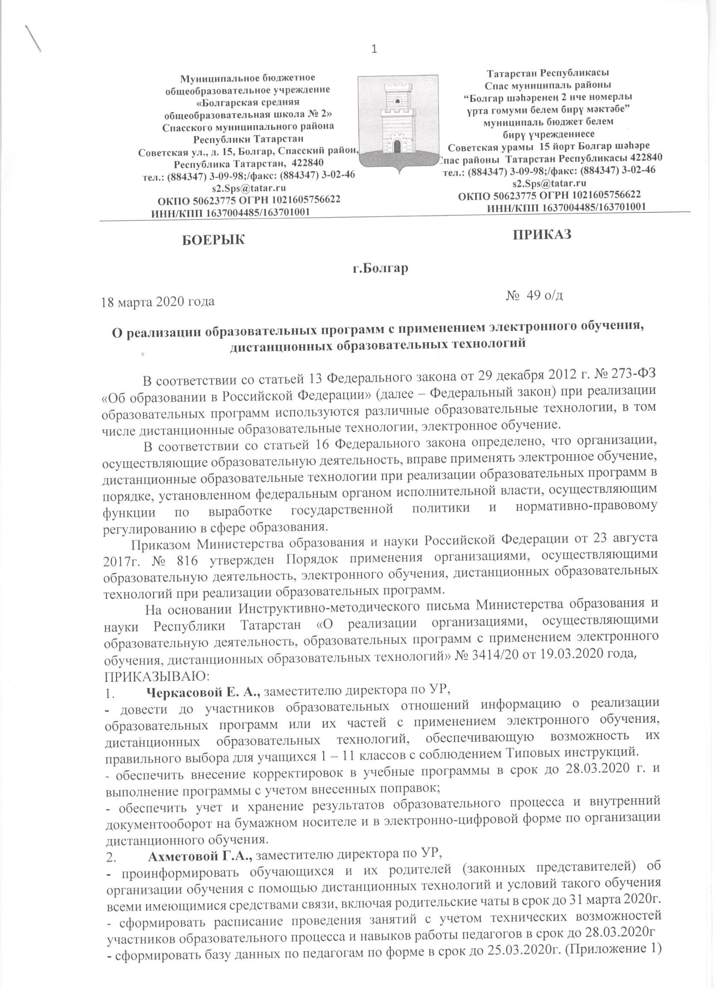 1
Муниципальное бюджетное
общеобразовательное учреждение
«Болгарская средняя
общеобразовательная школа № 2»
Спасского муниципального района
Республики Татарстан
Советская ул., д. 15, Болгар, Спасский район,
Республика Татарстан, 422840
тел.: (884347) 3-09-98;/факс: (884347) 3-02-46
s2.Sps@tatar.ru
ОКПО 50623775 ОГРН 1021605756622
ИНН/КПП 1637004485/163701001
Татарстан Республикасы
Спас муниципаль районы
“Болгар шәһәренең 2 нче номерлы
урта гомуми белем бирү мәктәбе”
муниципаль бюджет белем
бирү үчреждениесе
Советская урамы 15 йорт Болгар шәһәре
Спас районы Татарстан Республикасы 422840
тел.: (884347) 3-09-98;/факс: (884347) 3-02-46
s2.Sps@tatar.ru
ОКПО 50623775 ОГРН 1021605756622
ИНН/КПП 1637004485/163701001
БОЕРЫК
ПРИКАЗ
г.Болгар
18 марта 2020 года
№ 49 о/д
О реализации образовательных программ с применением электронного обучения,
дистанционных образовательных технологий
В соответствии со статьей 13 Федерального закона от 29 декабря 2012 г. № 273-ФЗ
«Об образовании в Российской Федерации» (далее – Федеральный закон) при реализации
образовательных программ используются различные образовательные технологии, в том
числе дистанционные образовательные технологии, электронное обучение.
В соответствии со статьей 16 Федерального закона определено, что организации,
осуществляющие образовательную деятельность, вправе применять электронное обучение,
дистанционные образовательные технологии при реализации образовательных программ в
порядке, установленном федеральным органом исполнительной власти, осуществляющим
функции по выработке государственной политики и нормативно-правовому
регулированию в сфере образования.
Приказом Министерства образования и науки Российской Федерации от 23 августа
2017г. № 816 утвержден Порядок применения организациями, осуществляющими
образовательную деятельность, электронного обучения, дистанционных образовательных
технологий при реализации образовательных программ.
На основании Инструктивно-методического письма Министерства образования и
науки Республики Татарстан «О реализации организациями, осуществляющими
образовательную деятельность, образовательных программ с применением электронного
обучения, дистанционных образовательных технологий» № 3414/20 от 19.03.2020 года,
ПРИКАЗЫВАЮ:
1. Черкасовой Е. А., заместителю директора по УР,
- довести до участников образовательных отношений информацию о реализации
образовательных программ или их частей с применением электронного обучения,
дистанционных образовательных технологий, обеспечивающую возможность их
правильного выбора для учащихся 1 – 11 классов с соблюдением Типовых инструкций.
- обеспечить внесение корректировок в учебные программы в срок до 28.03.2020 г. и
выполнение программы с учетом внесенных поправок;
- обеспечить учет и хранение результатов образовательного процесса и внутренний
документооборот на бумажном носителе и в электронно-цифровой форме по организации
дистанционного обучения.
2. Ахметовой Г.А., заместителю директора по УР,
- проинформировать обучающихся и их родителей (законных представителей) об
организации обучения с помощью дистанционных технологий и условий такого обучения
всеми имеющимися средствами связи, включая родительские чаты в срок до 31 марта 2020г.
- сформировать расписание проведения занятий с учетом технических возможностей
участников образовательного процесса и навыков работы педагогов в срок до 28.03.2020г
- сформировать базу данных по педагогам по форме в срок до 25.03.2020г. (Приложение 1)